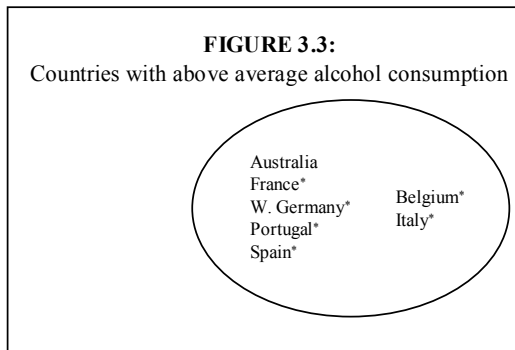 FIGURE 3.3:
Countries with above average alcohol consumption
Australia
France*
W. Germany*
Portugal*
Spain*
Belgium*
Italy*